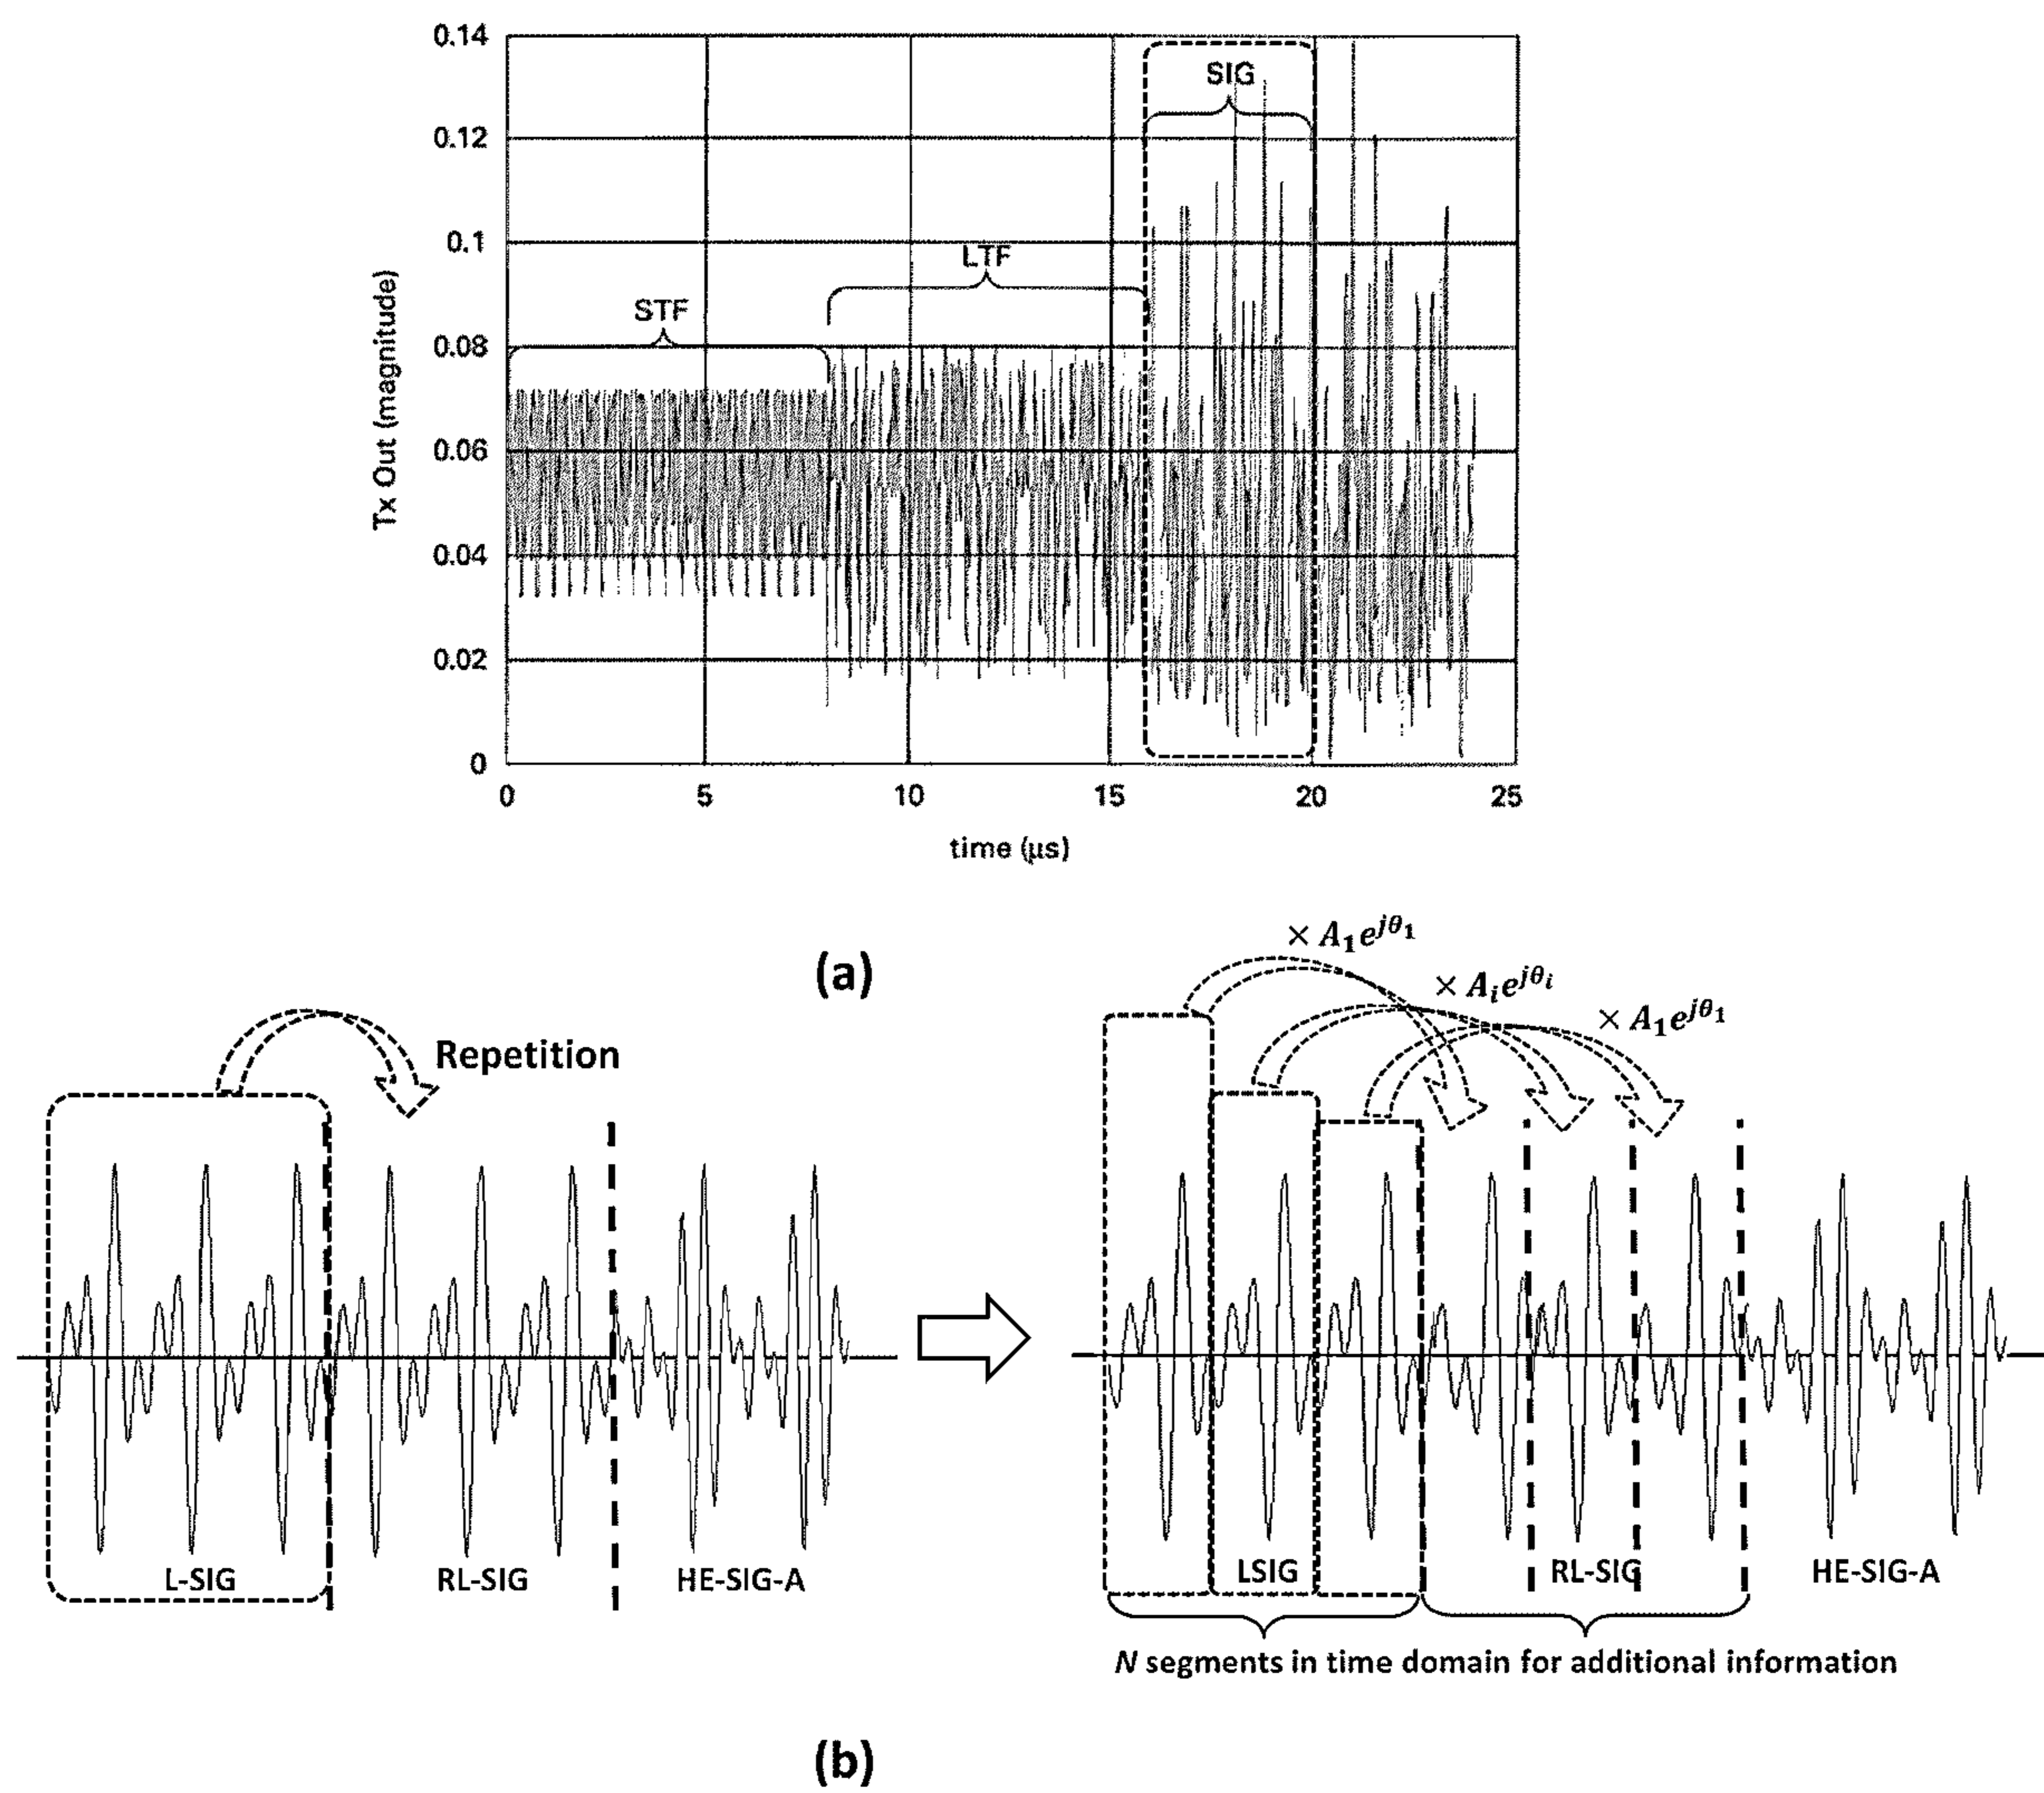 0.14
0.12
0.1
0.08
0.06
0.04
0.02
0
Tx Out (magnitude)
STF
LTF
SIG
0 5 10 15 20 25
time (μs)
(a)
Repetition
L-SIG
RL-SIG
HE-SIG-A
× A₁e^{jθ₁}
× Aᵢe^{jθᵢ}
× A₁e^{jθ₁}
LSIG
RL-SIG
HE-SIG-A
N segments in time domain for additional information
(b)